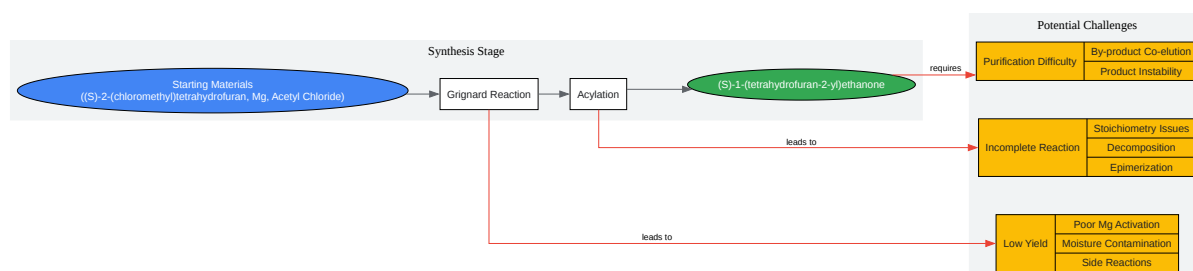 Synthesis Stage
Starting Materials
((S)-2-(chloromethyl)tetrahydrofuran, Mg, Acetyl Chloride)
Grignard Reaction
Acylation
(S)-1-(tetrahydrofuran-2-yl)ethanone
requires
leads to
leads to
Potential Challenges
Purification Difficulty
By-product Co-elution
Product Instability
Incomplete Reaction
Stoichiometry Issues
Decomposition
Epimerization
Low Yield
Poor Mg Activation
Moisture Contamination
Side Reactions